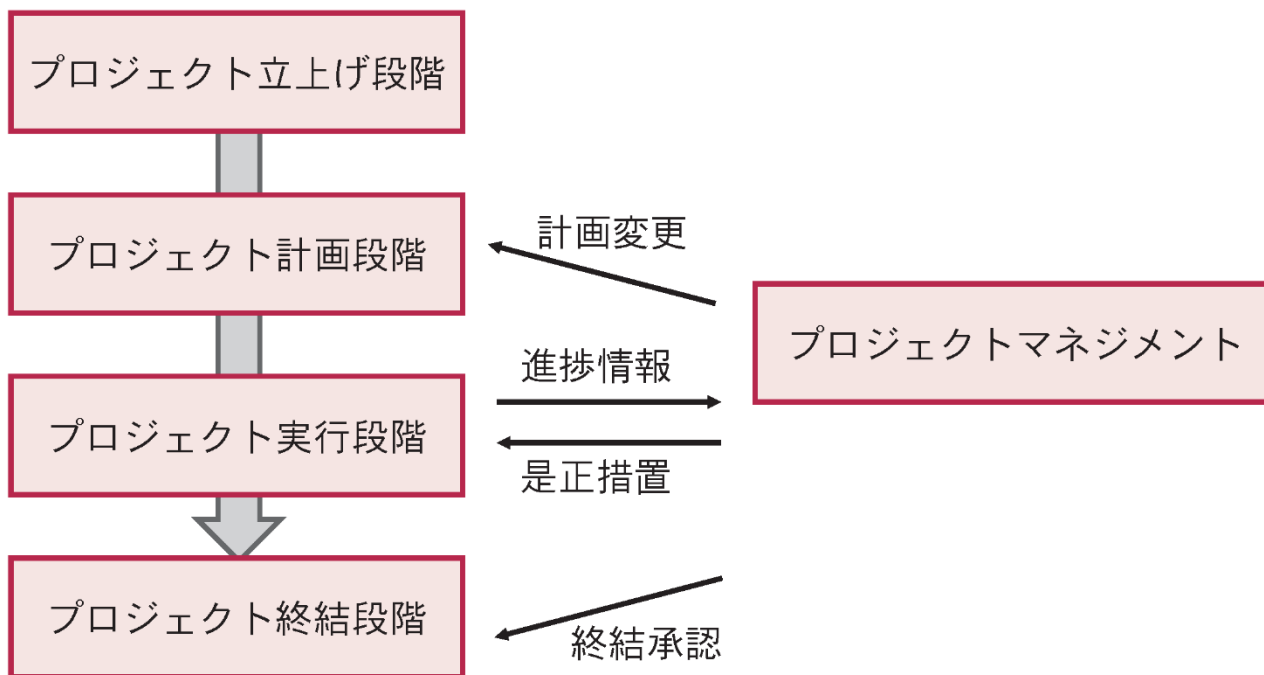 プロジェクト立上げ段階
プロジェクト計画段階
計画変更
プロジェクトマネジメント
進捗情報
プロジェクト実行段階
是正措置
プロジェクト終結段階
終結承認